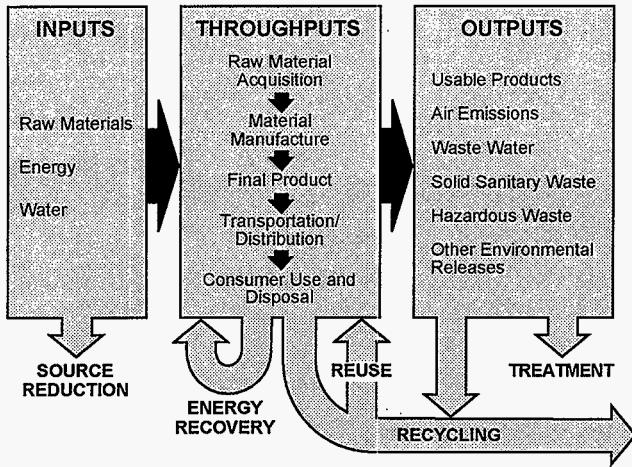 INPUTS
Raw Materials
Energy
Water
SOURCE
REDUCTION
THROUGHPUTS
Raw Material
Acquisition
Material
Manufacture
Final Product
Transportation/
Distribution
Consumer Use and
Disposal
ENERGY
RECOVERY
REUSE
OUTPUTS
Usable Products
Air Emissions
Waste Water
Solid Sanitary Waste
Hazardous Waste
Other Environmental
Releases
TREATMENT
RECYCLING